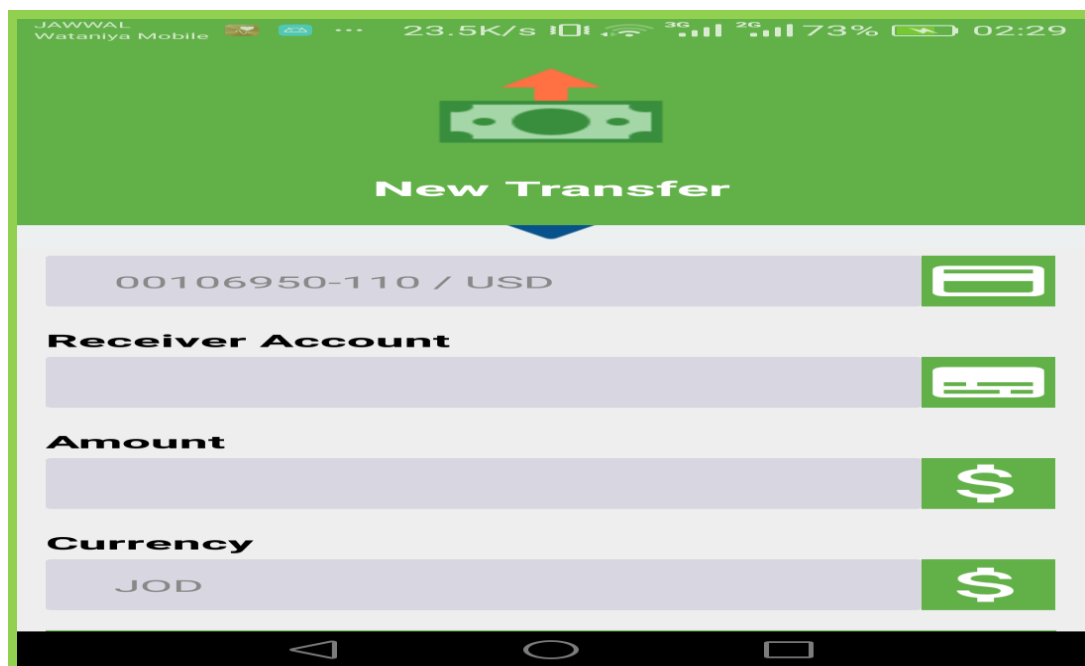 JAWWAL
Wataniya Mobile ... 23.5K/s 3G 2G 73% 02:29
New Transfer
00106950-110 / USD
Receiver Account
Amount
$
Currency
JOD
$